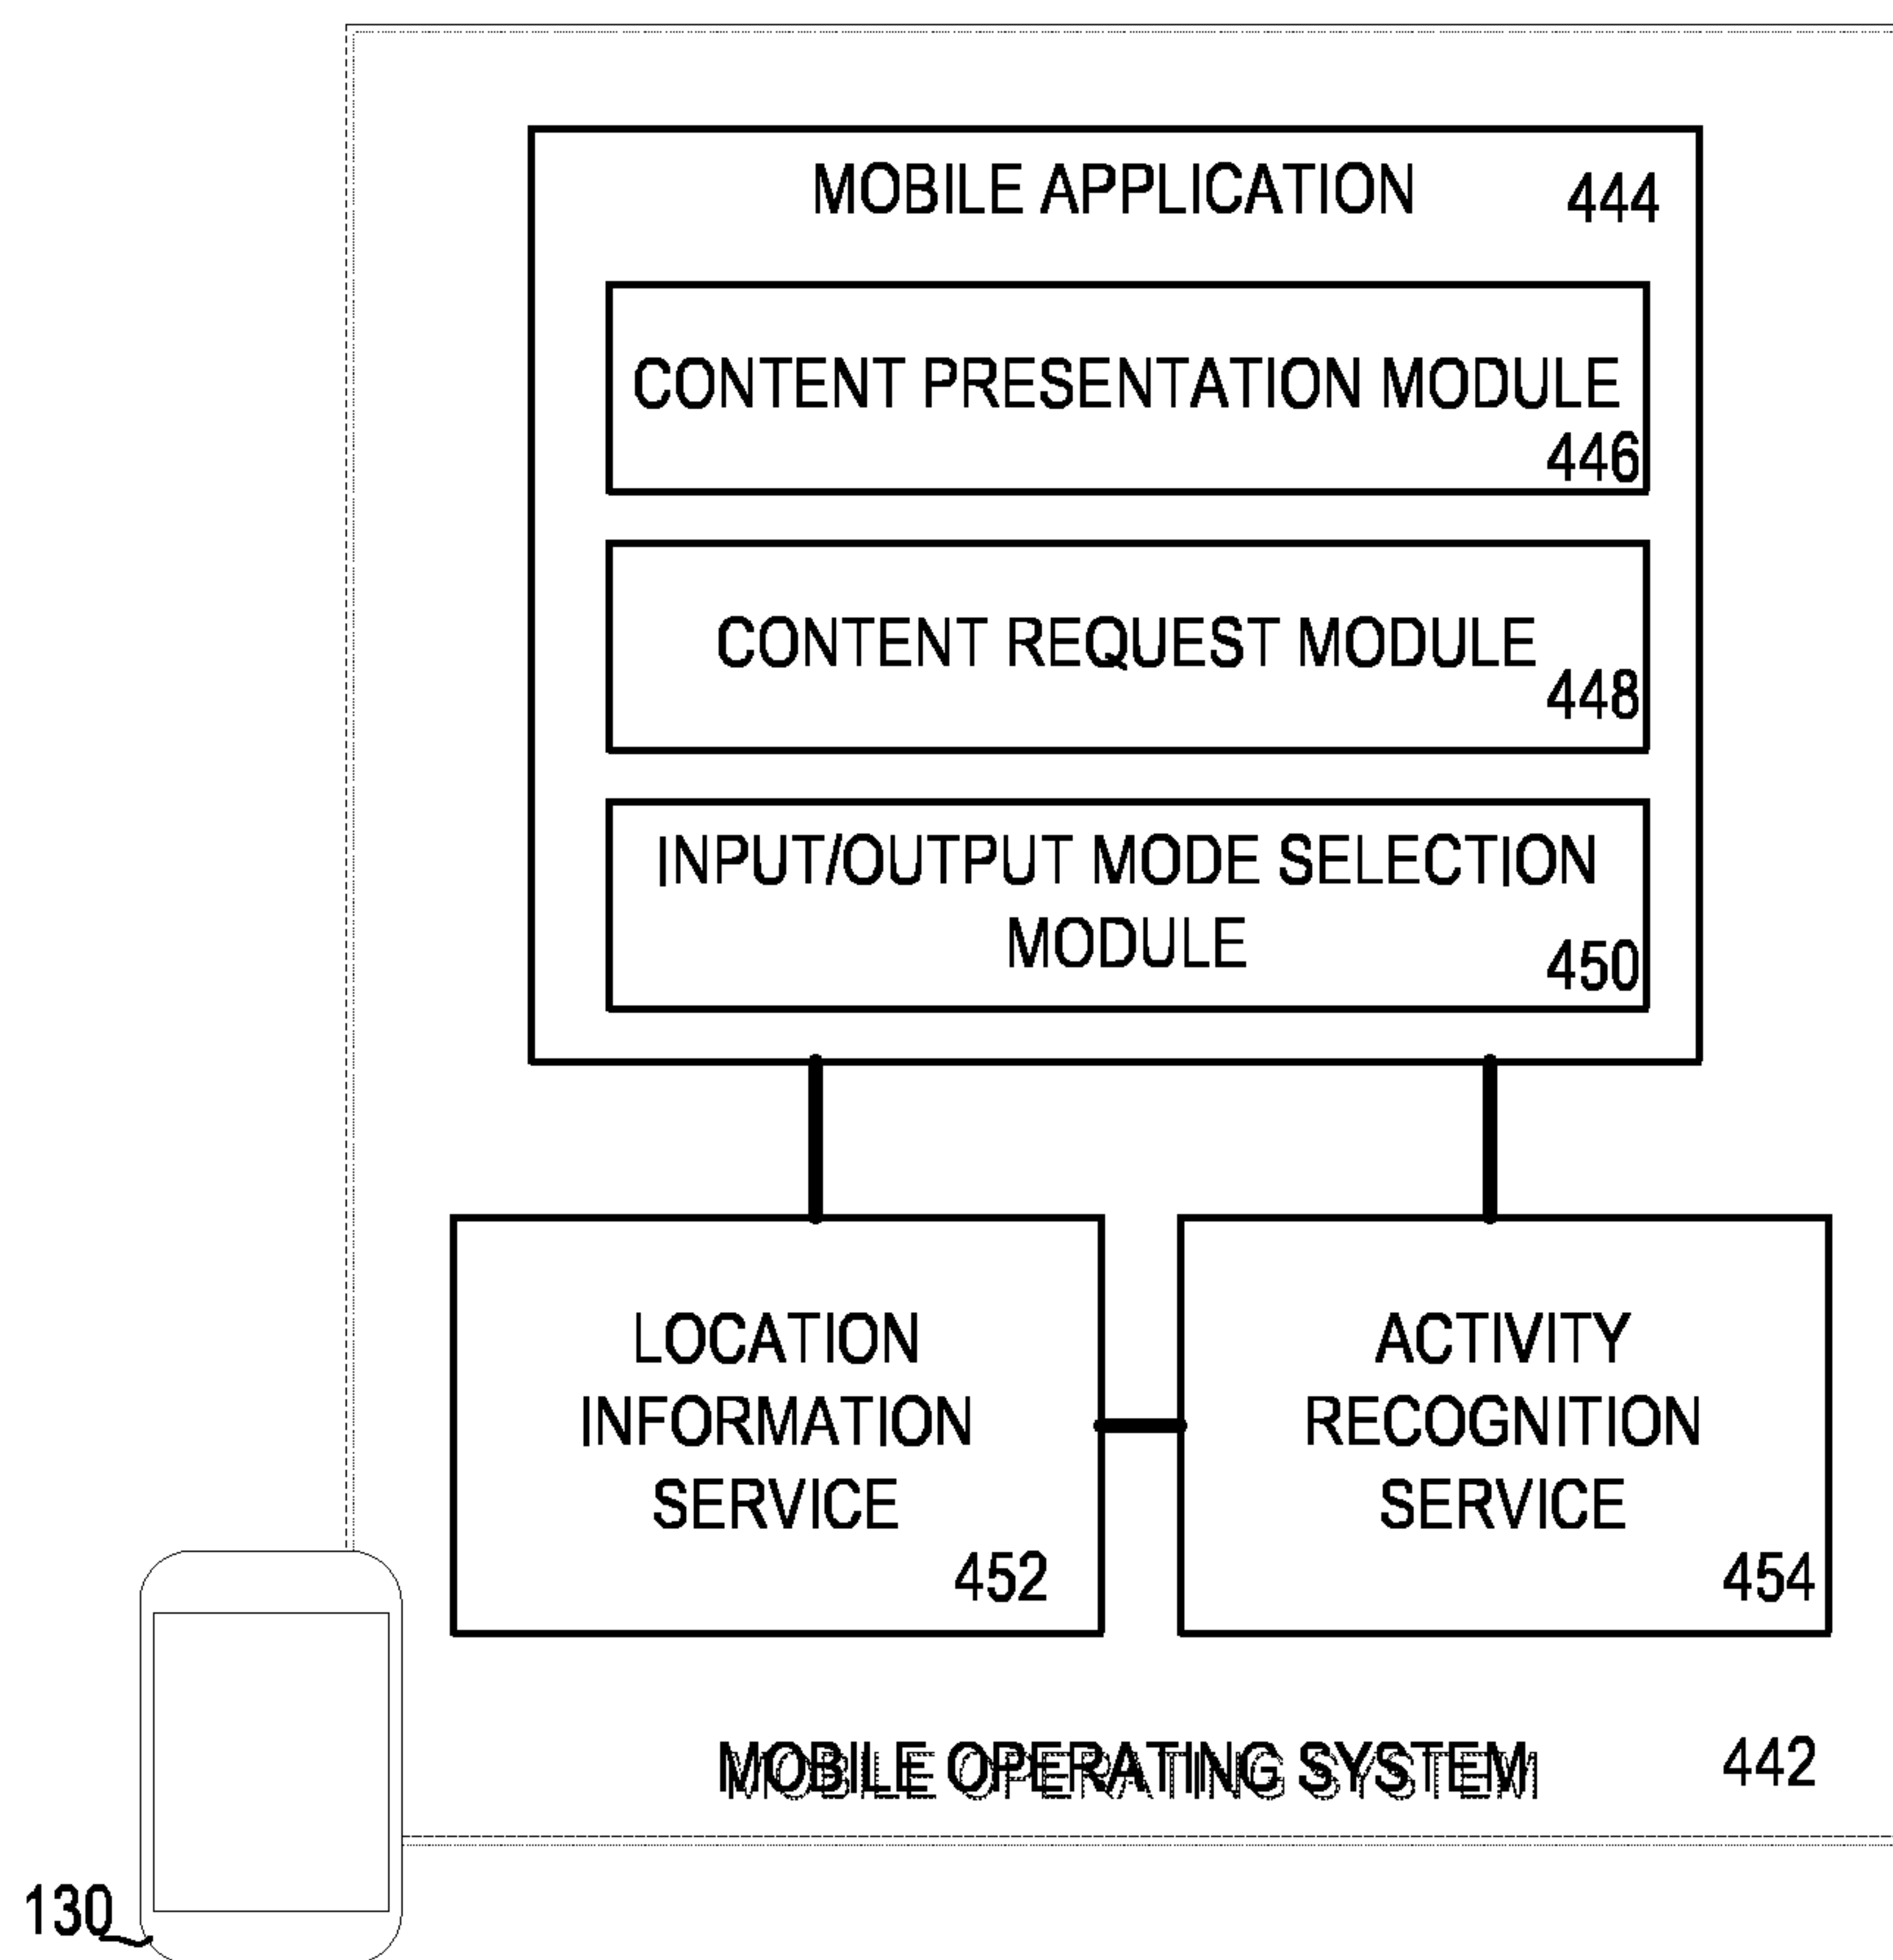 MOBILE APPLICATION 444
CONTENT PRESENTATION MODULE
446
CONTENT REQUEST MODULE
448
INPUT/OUTPUT MODE SELECTION
MODULE
450
LOCATION
INFORMATION
SERVICE
452
ACTIVITY
RECOGNITION
SERVICE
454
MOBILE OPERATING SYSTEM 442
130